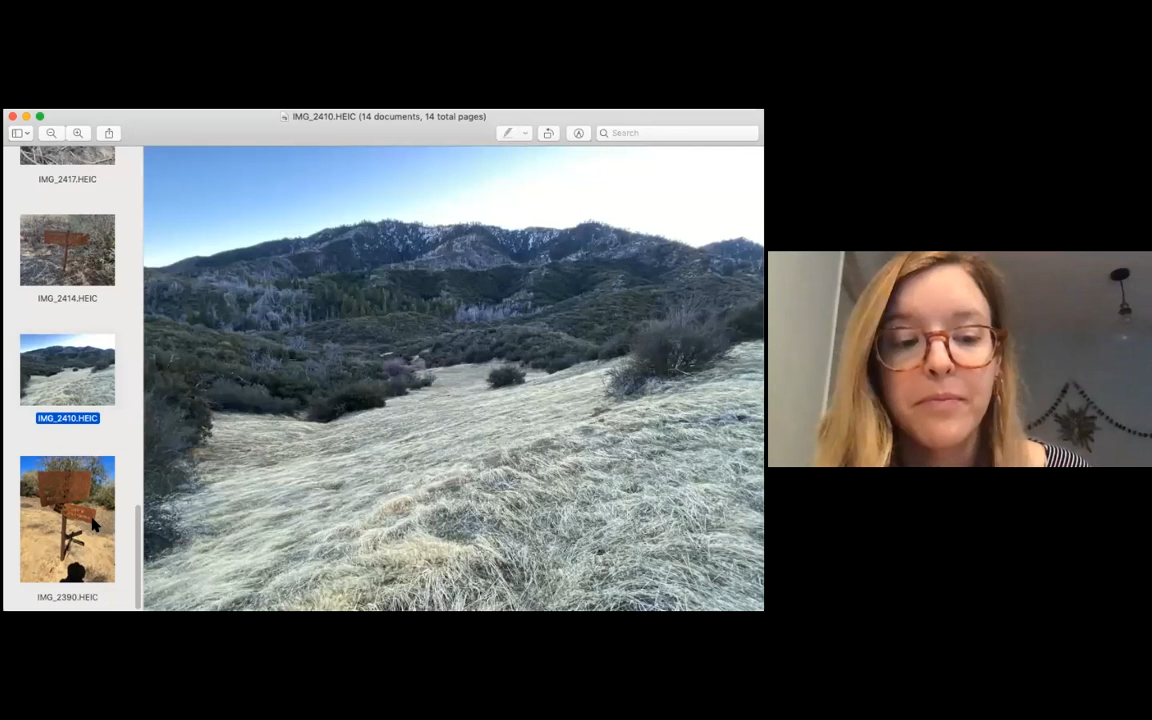 IMG_2410.HEIC (14 documents, 14 total pages)
Search
IMG_2417.HEIC
IMG_2414.HEIC
IMG_2410.HEIC
IMG_2390.HEIC